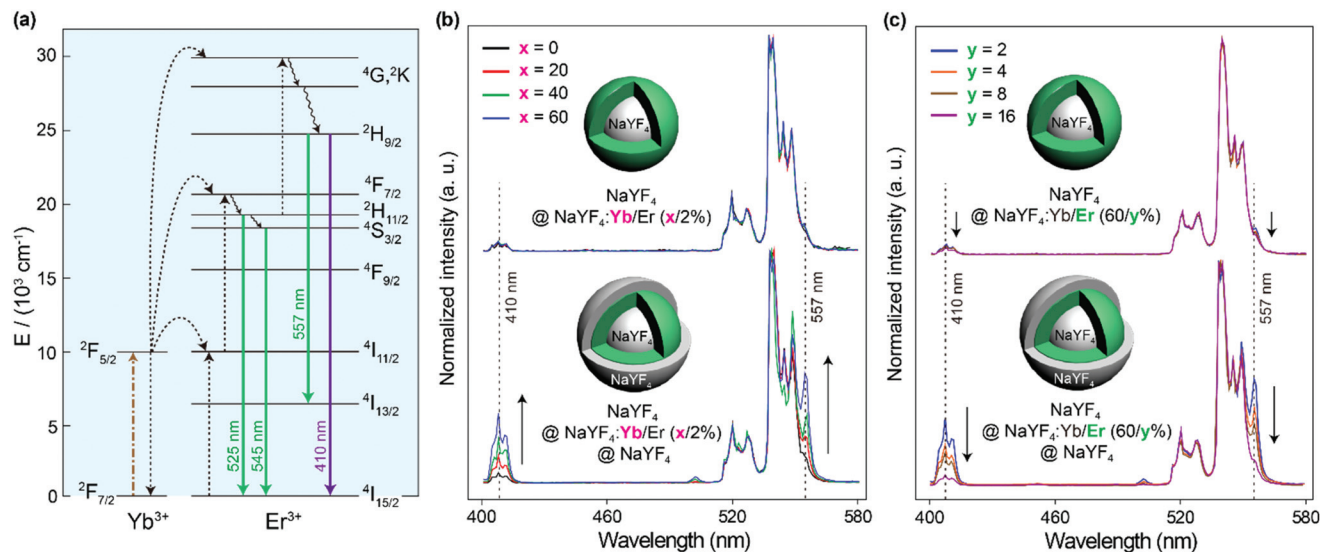 (a)
30
25
20
15
10
5
0
E / (10³ cm⁻¹)
⁴G,²K
²H₉/₂
⁴F₇/₂
²H₁₁/₂
⁴S₃/₂
⁴F₉/₂
²F₅/₂
⁴I₁₁/₂
⁴I₁₃/₂
²F₇/₂
⁴I₁₅/₂
525 nm
545 nm
557 nm
410 nm
Yb³⁺
Er³⁺
(b)
Normalized intensity (a. u.)
x = 0
x = 20
x = 40
x = 60
NaYF₄
NaYF₄
@ NaYF₄:Yb/Er (x/2%)
410 nm
557 nm
NaYF₄
NaYF₄
NaYF₄
@ NaYF₄:Yb/Er (x/2%)
@ NaYF₄
400
460
520
580
Wavelength (nm)
(c)
Normalized intensity (a. u.)
y = 2
y = 4
y = 8
y = 16
NaYF₄
NaYF₄
@ NaYF₄:Yb/Er (60/y%)
410 nm
557 nm
NaYF₄
NaYF₄
NaYF₄
@ NaYF₄:Yb/Er (60/y%)
@ NaYF₄
400
460
520
580
Wavelength (nm)